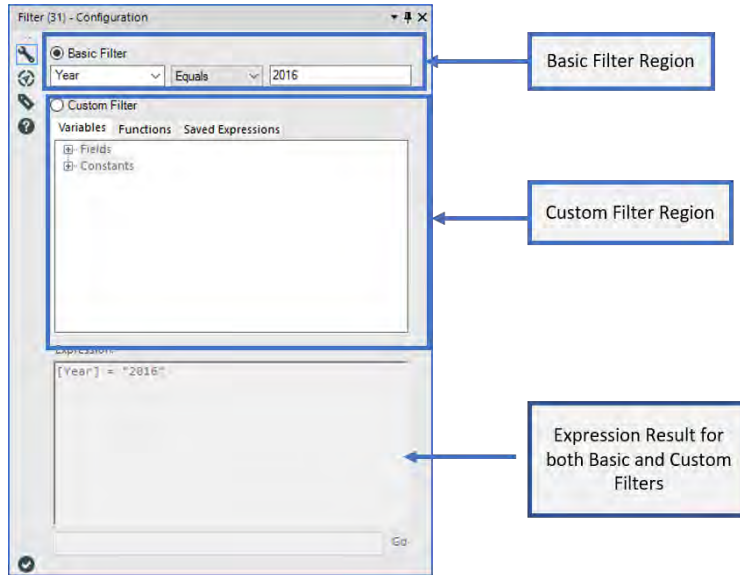 Filter (31) - Configuration
Basic Filter
Year Equals 2016
Custom Filter
Variables Functions Saved Expressions
Fields
Constants
Expression:
[Year] = "2016"
Go
Basic Filter Region
Custom Filter Region
Expression Result for
both Basic and Custom
Filters